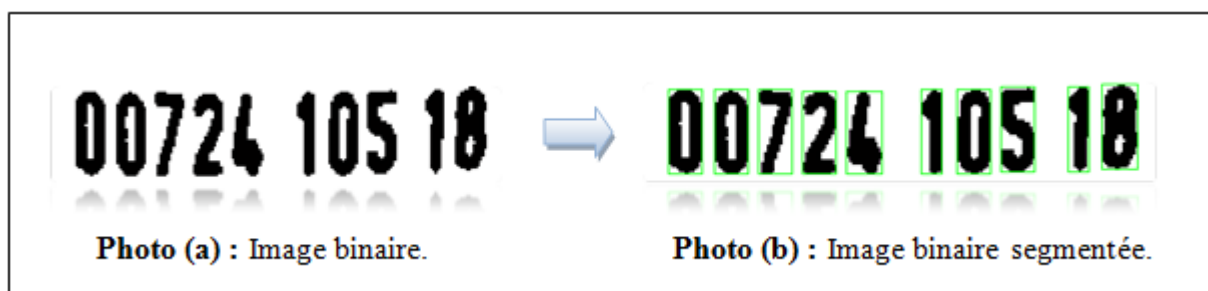 00724 105 18 00724 105 18
Photo (a) : Image binaire. Photo (b) : Image binaire segmentée.